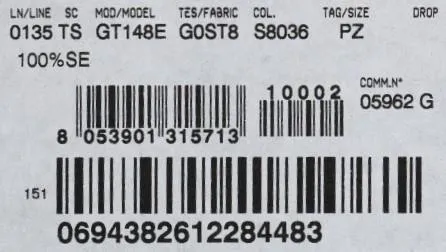 LN/LINE SC MOD/MODEL TES/FABRIC COL. TAG/SIZE DROP
0135 TS GT148E G0ST8 S8036 PZ
100%SE
10002
COMM.N°
05962 G
8 053901 315713
151
0694382612284483